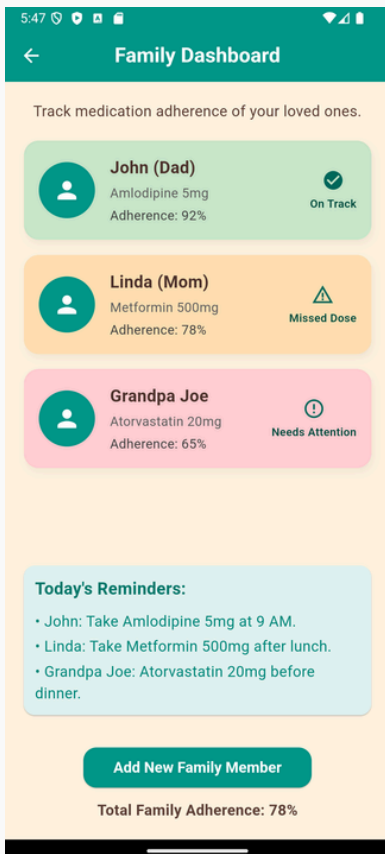 5:47
Family Dashboard
Track medication adherence of your loved ones.
John (Dad)
Amlodipine 5mg
Adherence: 92%
On Track
Linda (Mom)
Metformin 500mg
Adherence: 78%
Missed Dose
Grandpa Joe
Atorvastatin 20mg
Adherence: 65%
Needs Attention
Today's Reminders:
• John: Take Amlodipine 5mg at 9 AM.
• Linda: Take Metformin 500mg after lunch.
• Grandpa Joe: Atorvastatin 20mg before
dinner.
Add New Family Member
Total Family Adherence: 78%